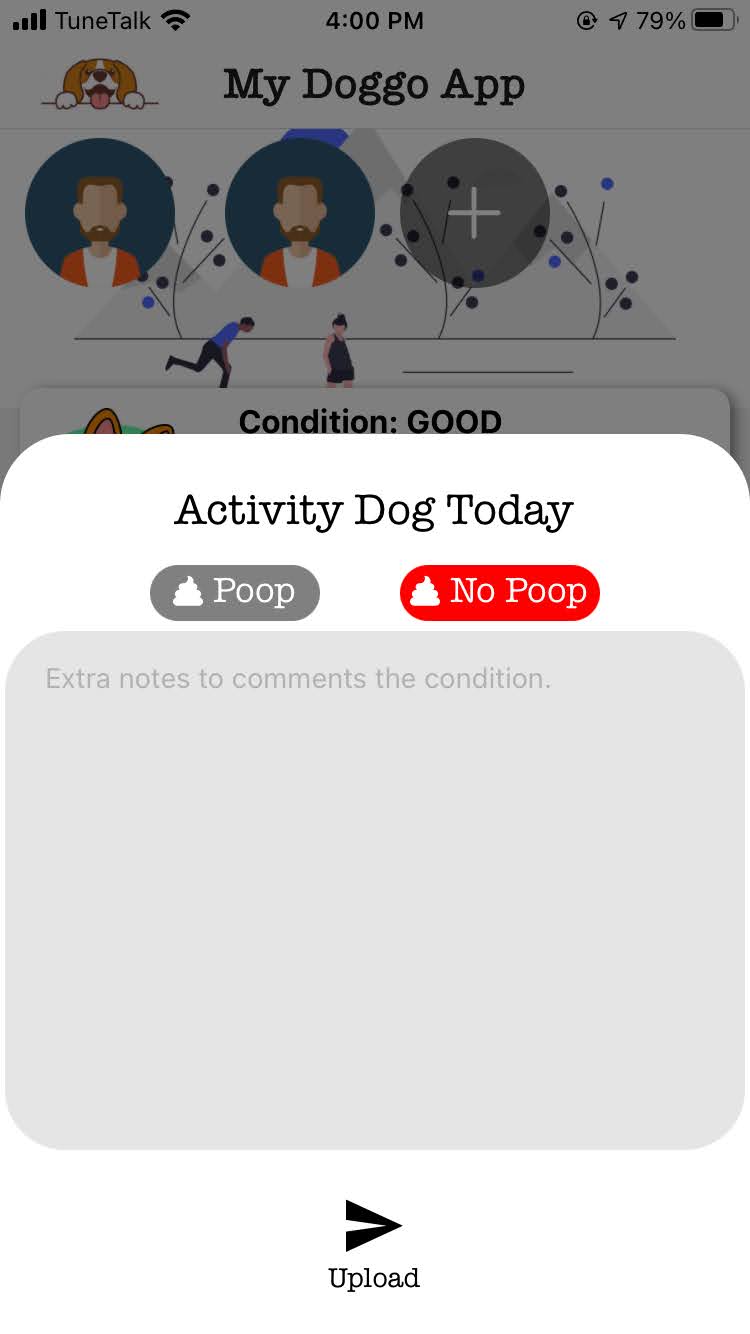 TuneTalk 4:00 PM 79%
My Doggo App
Condition: GOOD
Activity Dog Today
Poop No Poop
Extra notes to comments the condition.
Upload